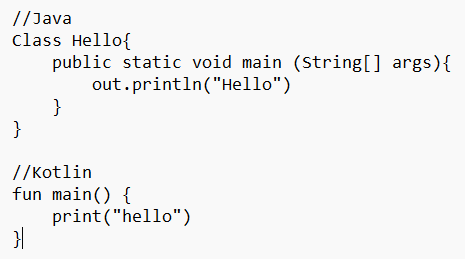 //Java
Class Hello{
    public static void main (String[] args){
        out.println("Hello")
    }
}

//Kotlin
fun main() {
    print("hello")
}